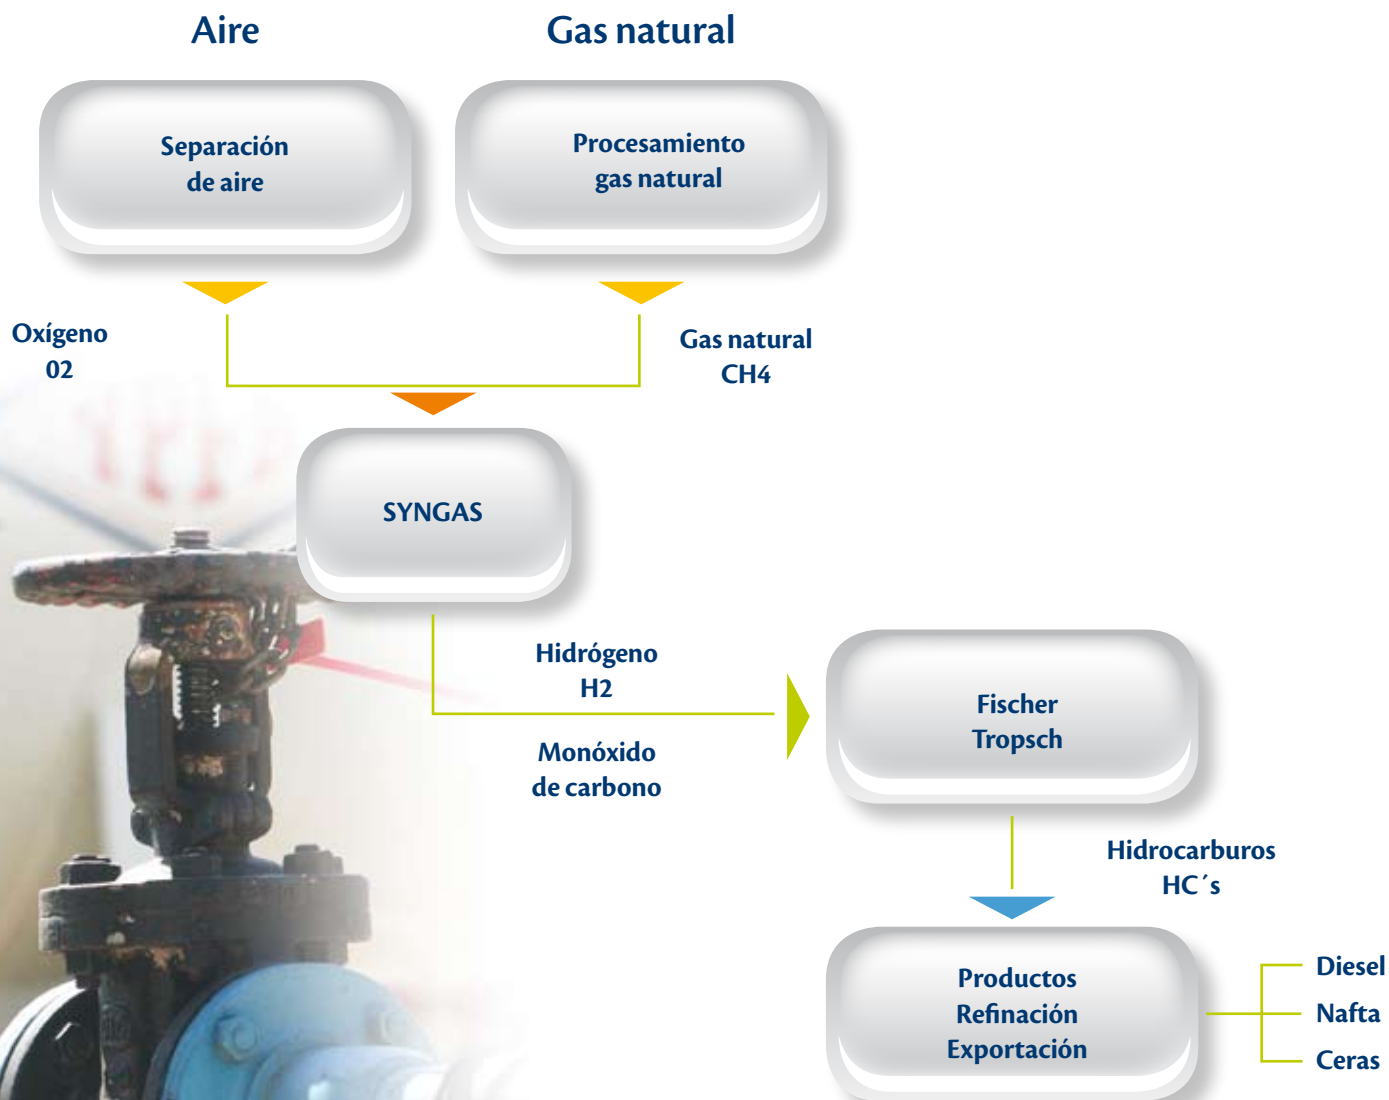 Aire
Gas natural
Separación
de aire
Procesamiento
gas natural
Oxígeno
02
Gas natural
CH4
SYNGAS
Hidrógeno
H2
Monóxido
de carbono
Fischer
Tropsch
Hidrocarburos
HC´s
Productos
Refinación
Exportación
Diesel
Nafta
Ceras